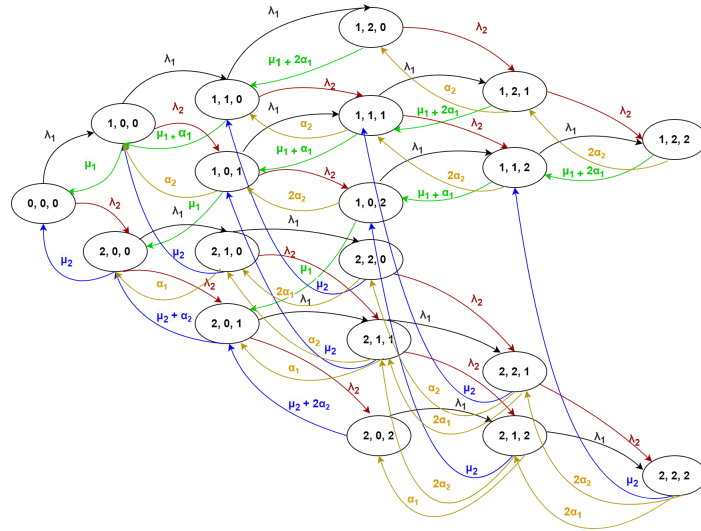 1, 2, 0
λ₁
λ₂
μ₁ + 2α₁
λ₁
1, 1, 0
λ₂
λ₁
α₂
1, 2, 1
λ₁
1, 0, 0
λ₂
λ₁
1, 1, 1
μ₁ + 2α₁
λ₂
λ₁
μ₁ + α₁
α₂
λ₂
λ₁
1, 2, 2
μ₁
μ₁ + α₁
2α₂
1, 0, 1
λ₂
λ₁
1, 1, 2
μ₁ + 2α₁
α₂
2α₂
2α₂
μ₁ + α₁
0, 0, 0
λ₂
λ₁
μ₁
1, 0, 2
λ₁
μ₂
2, 0, 0
2, 1, 0
λ₂
μ₁
2, 2, 0
μ₂
α₁
λ₂
2α₁
μ₂
λ₂
λ₁
2, 0, 1
μ₂ + α₂
α₂
2, 1, 1
λ₁
λ₂
μ₂
α₁
λ₂
α₂
2, 2, 1
λ₂
μ₂ + 2α₂
μ₂
2α₁
λ₁
2, 0, 2
2, 1, 2
λ₁
λ₂
μ₂
2α₂
α₁
2α₂
μ₂
2, 2, 2
2α₁